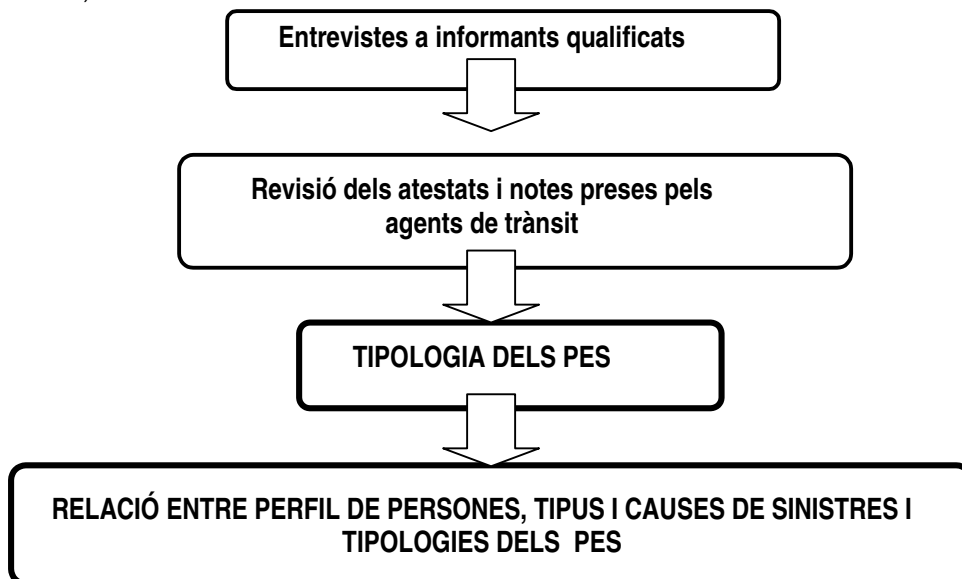 Entrevistes a informants qualificats
Revisió dels atestats i notes preses pels
agents de trànsit
TIPOLOGIA DELS PES
RELACIÓ ENTRE PERFIL DE PERSONES, TIPUS I CAUSES DE SINISTRES I
TIPOLOGIES DELS PES